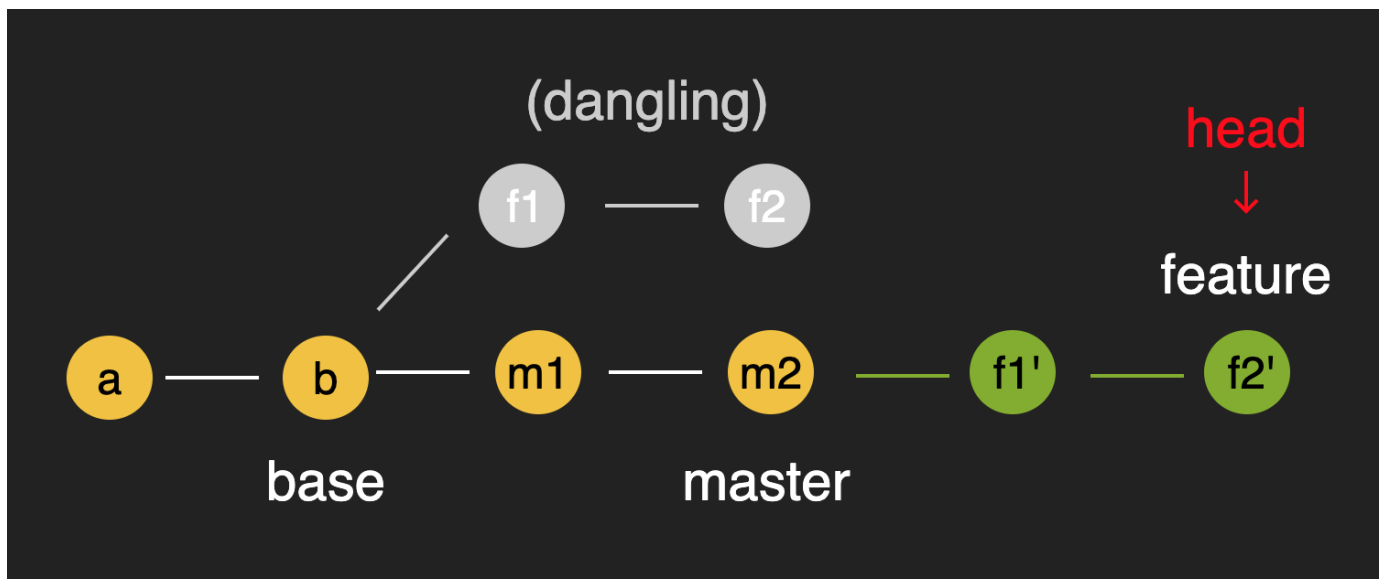 (dangling)
head
↓
f1 f2
feature
a b m1 m2 f1' f2'
base master